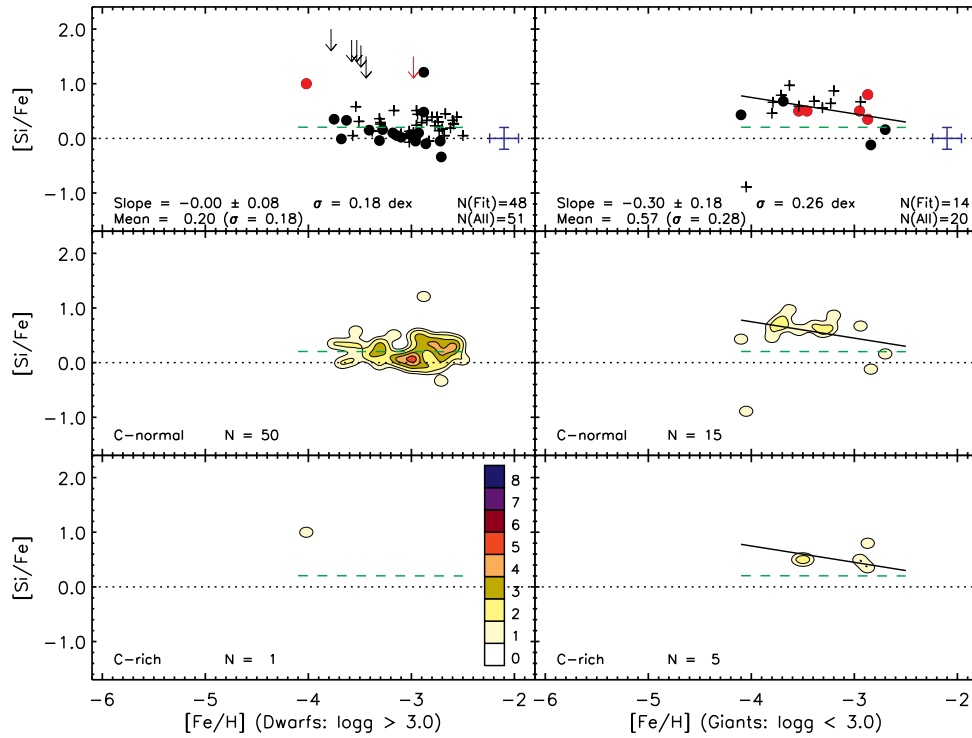 [Si/Fe]
2.0
1.0
0.0
−1.0
Slope = −0.00 ± 0.08 σ = 0.18 dex N(Fit)=48
Mean = 0.20 (σ = 0.18) N(All)=51
Slope = −0.30 ± 0.18 σ = 0.26 dex N(Fit)=14
Mean = 0.57 (σ = 0.28) N(All)=20
[Si/Fe]
2.0
1.0
0.0
−1.0
C−normal N = 50
C−normal N = 15
[Si/Fe]
2.0
1.0
0.0
−1.0
8
7
6
5
4
3
2
1
0
C−rich N = 1
C−rich N = 5
−6 −5 −4 −3 −2
−6 −5 −4 −3 −2
[Fe/H] (Dwarfs: logg > 3.0)
[Fe/H] (Giants: logg < 3.0)